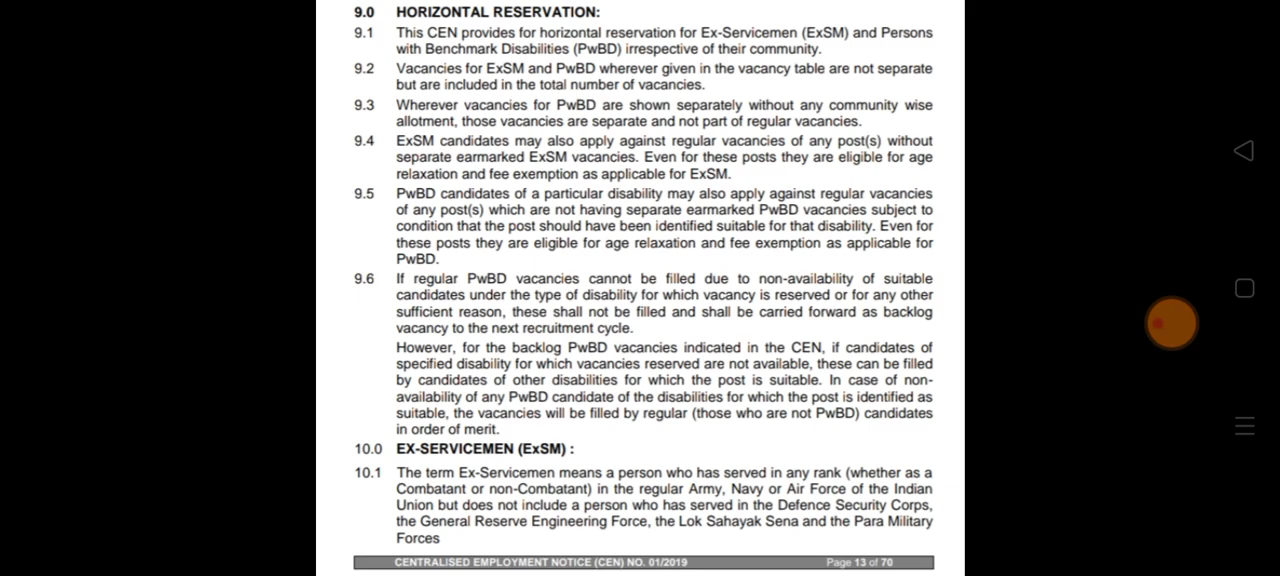 9.0 HORIZONTAL RESERVATION:
9.1 This CEN provides for horizontal reservation for Ex-Servicemen (ExSM) and Persons
with Benchmark Disabilities (PwBD) irrespective of their community.
9.2 Vacancies for ExSM and PwBD wherever given in the vacancy table are not separate
but are included in the total number of vacancies.
9.3 Wherever vacancies for PwBD are shown separately without any community wise
allotment, those vacancies are separate and not part of regular vacancies.
9.4 ExSM candidates may also apply against regular vacancies of any post(s) without
separate earmarked ExSM vacancies. Even for these posts they are eligible for age
relaxation and fee exemption as applicable for ExSM.
9.5 PwBD candidates of a particular disability may also apply against regular vacancies
of any post(s) which are not having separate earmarked PwBD vacancies subject to
condition that the post should have been identified suitable for that disability. Even for
these posts they are eligible for age relaxation and fee exemption as applicable for
PwBD.
9.6 If regular PwBD vacancies cannot be filled due to non-availability of suitable
candidates under the type of disability for which vacancy is reserved or for any other
sufficient reason, these shall not be filled and shall be carried forward as backlog
vacancy to the next recruitment cycle.
However, for the backlog PwBD vacancies indicated in the CEN, if candidates of
specified disability for which vacancies reserved are not available, these can be filled
by candidates of other disabilities for which the post is suitable. In case of non-
availability of any PwBD candidate of the disabilities for which the post is identified as
suitable, the vacancies will be filled by regular (those who are not PwBD) candidates
in order of merit.
10.0 EX-SERVICEMEN (ExSM) :
10.1 The term Ex-Servicemen means a person who has served in any rank (whether as a
Combatant or non-Combatant) in the regular Army, Navy or Air Force of the Indian
Union but does not include a person who has served in the Defence Security Corps,
the General Reserve Engineering Force, the Lok Sahayak Sena and the Para Military
Forces
CENTRALISED EMPLOYMENT NOTICE (CEN) NO. 01/2019 Page 13 of 70